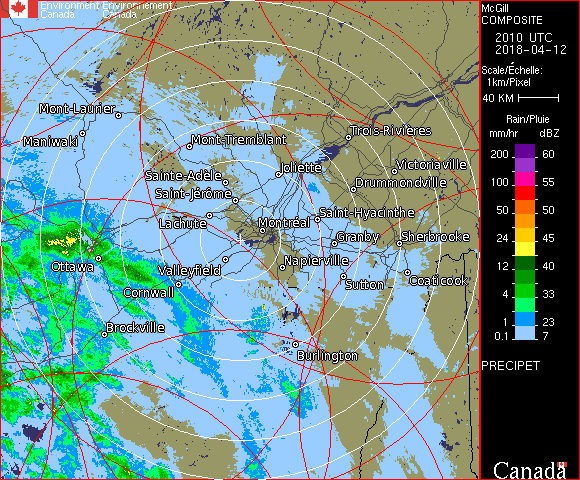 Environment Environnement
Canada Canada
McGill
COMPOSITE
2010 UTC
2018-04-12
Scale/Échelle:
1km/Pixel
40 KM
Rain/Pluie
mm/hr dBZ
200 60
100 55
50 50
24 45
12 40
4 33
1 23
0.1 7
PRECIPET
Canada
Mont-Laurier
Maniwaki
Mont-Tremblant
Trois-Rivières
Sainte-Adèle
Joliette
Victoriaville
Saint-Jérôme
Drummondville
Lachute
Montréal
Saint-Hyacinthe
Granby
Sherbrooke
Ottawa
Valleyfield
Napierville
Cornwall
Sutton
Coaticook
Brockville
Burlington